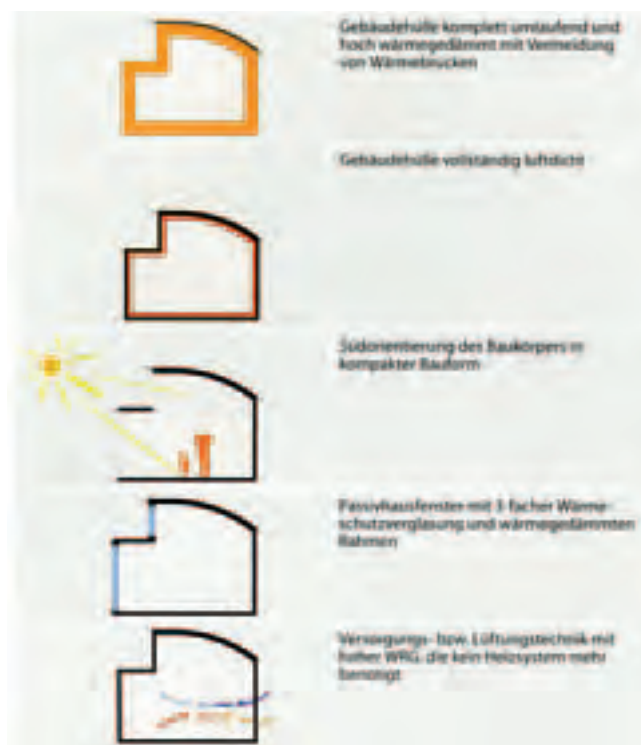 Gebäudehülle komplett umlaufend und
hoch wärmegedämmt mit Vermeidung
von Wärmebrücken
Gebäudehülle vollständig luftdicht
Südorientierung des Baukörpers in
kompakter Bauform
Passivhausfenster mit 3 facher Wärme-
schutzverglasung und wärmegedämmten
Rahmen
Versorgungs- bzw. Lüftungstechnik mit
hoher WRG, die kein Heizsystem mehr
benötigt